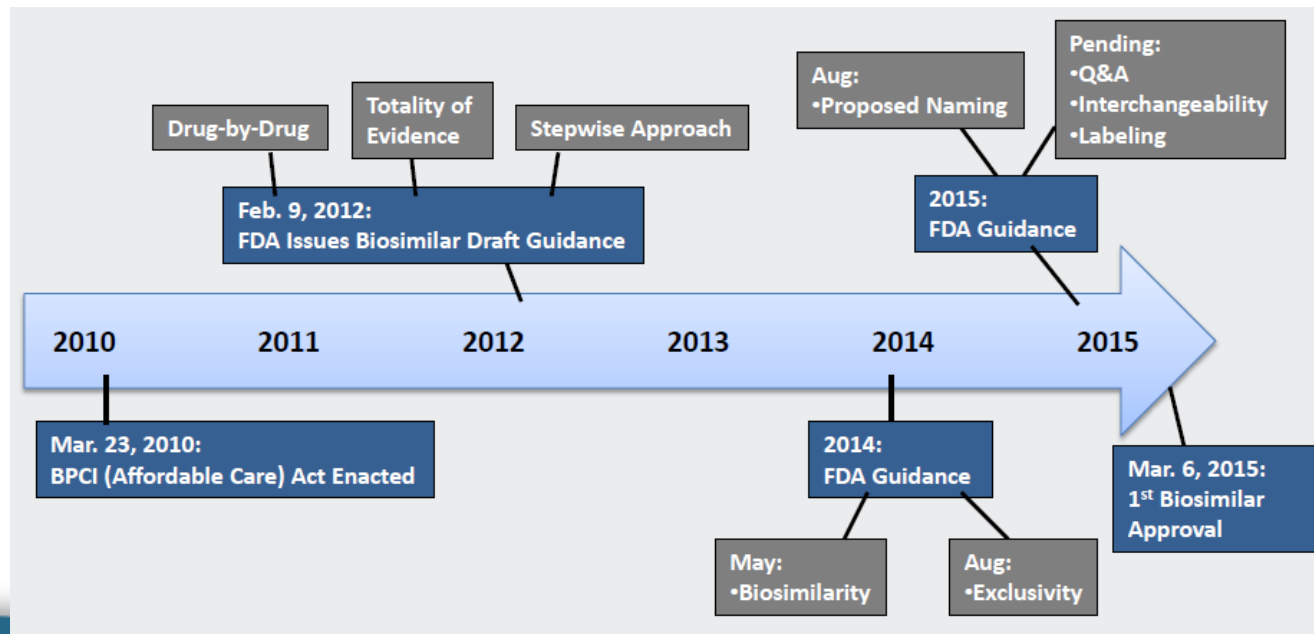 Drug-by-Drug
Totality of
Evidence
Stepwise Approach
Feb. 9, 2012:
FDA Issues Biosimilar Draft Guidance
Aug:
•Proposed Naming
Pending:
•Q&A
•Interchangeability
•Labeling
2015:
FDA Guidance
2010
2011
2012
2013
2014
2015
Mar. 23, 2010:
BPCI (Affordable Care) Act Enacted
2014:
FDA Guidance
May:
•Biosimilarity
Aug:
•Exclusivity
Mar. 6, 2015:
1st Biosimilar
Approval